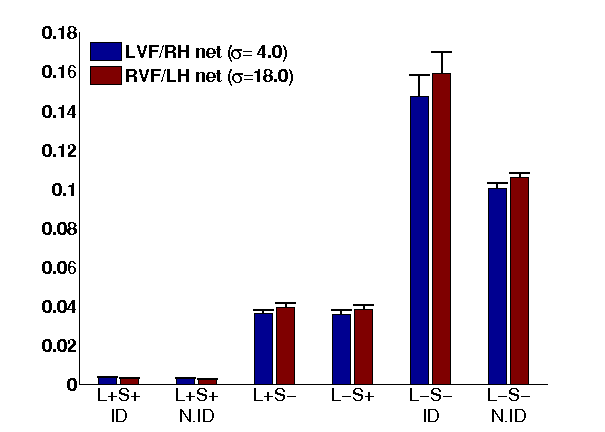 0.18
0.16
0.14
0.12
0.1
0.08
0.06
0.04
0.02
0
LVF/RH net (σ= 4.0)
RVF/LH net (σ=18.0)
L+S+ L+S+ L+S− L−S+ L−S− L−S−
ID N.ID ID N.ID